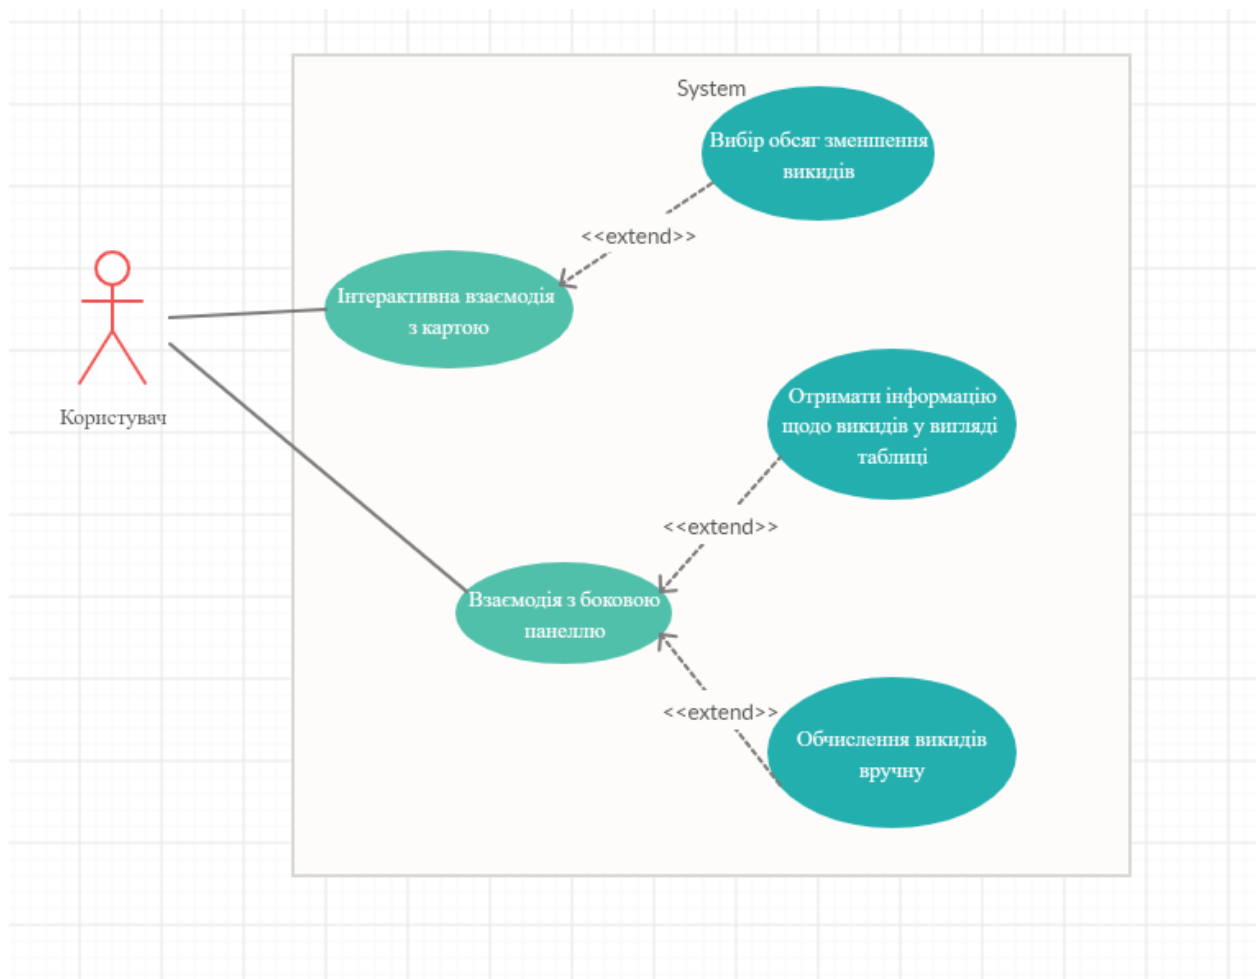 System
Вибір обсяг зменшення
викидів
<<extend>>
Інтерактивна взаємодія
з картою
Користувач
Отримати інформацію
щодо викидів у вигляді
таблиці
<<extend>>
Взаємодія з боковою
панеллю
<<extend>>
Обчислення викидів
вручну